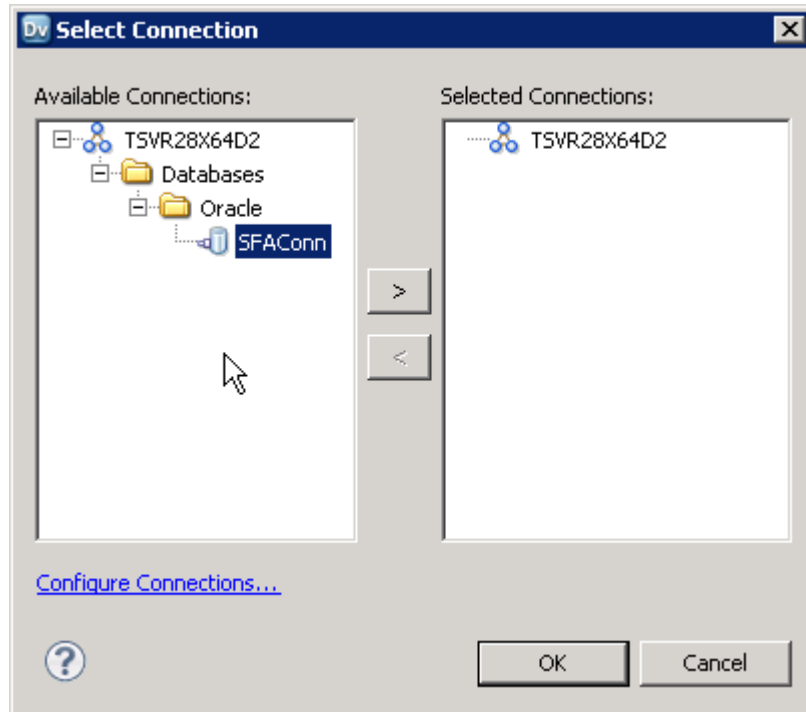 Dv Select Connection
Available Connections:
Selected Connections:
TSVR28X64D2
Databases
Oracle
SFAConn
TSVR28X64D2
>
<
Configure Connections...
?
OK
Cancel